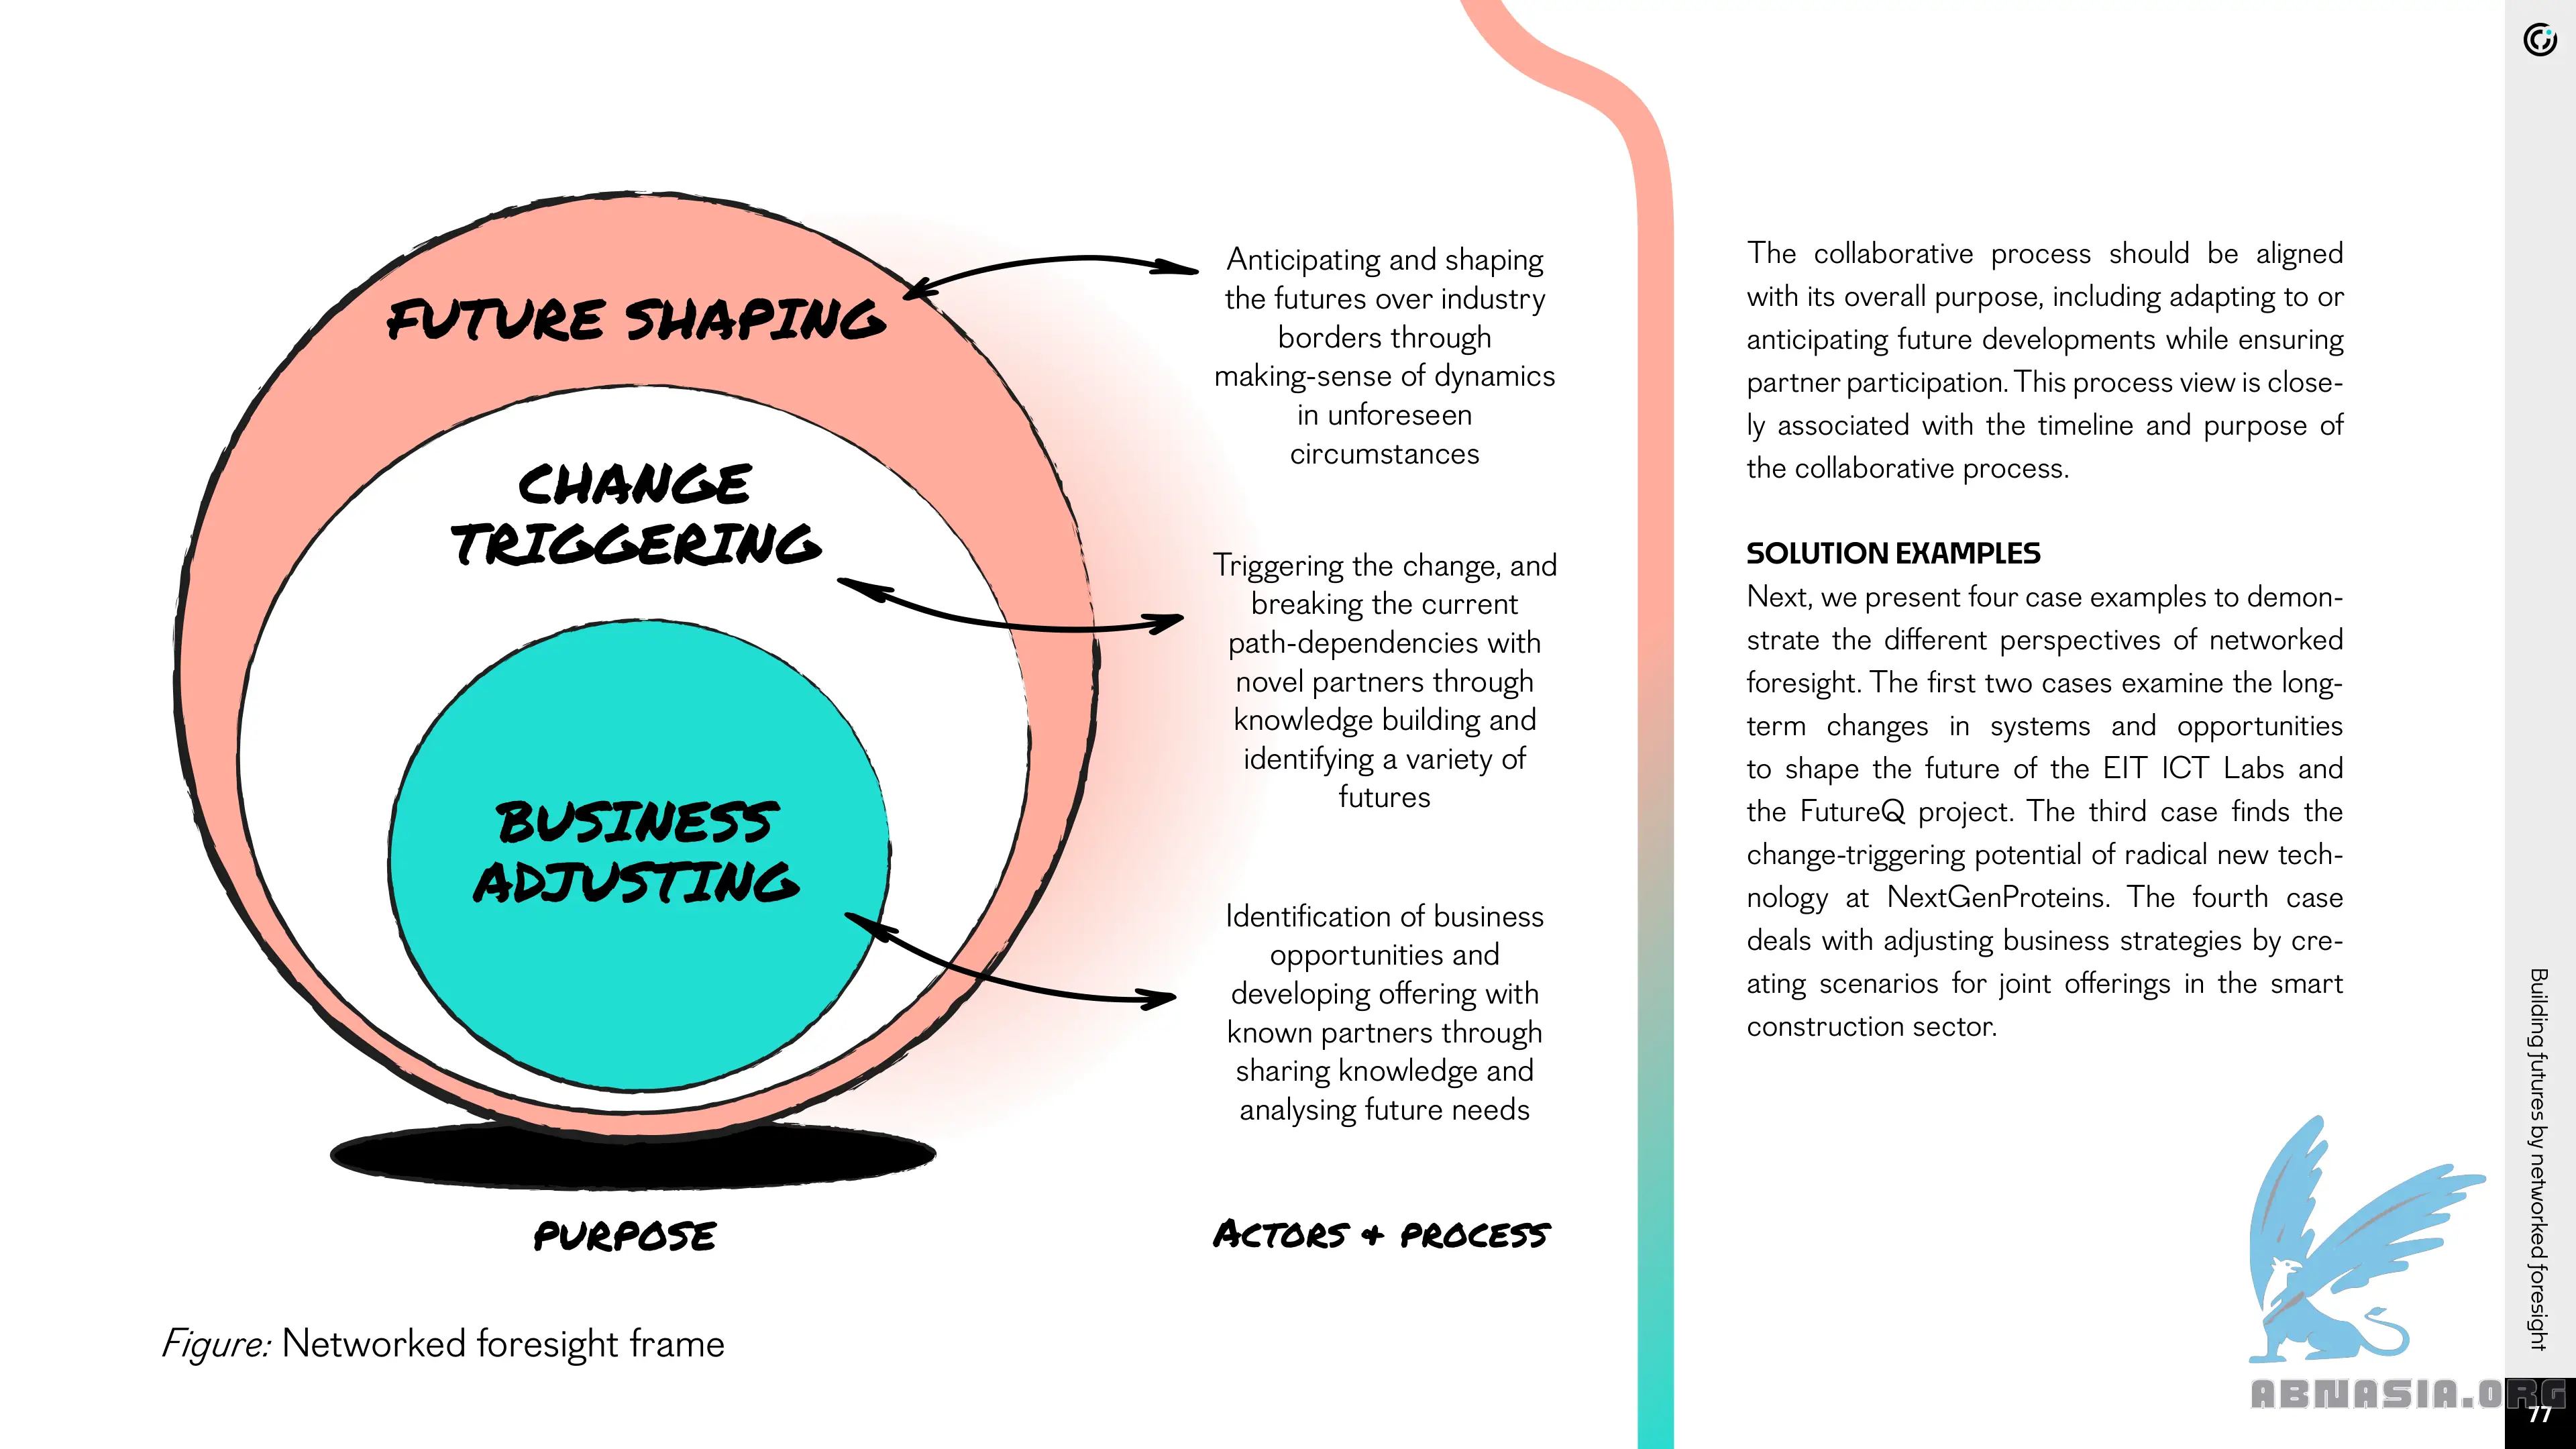 FUTURE SHAPING
CHANGE
TRIGGERING
BUSINESS
ADJUSTING
PURPOSE
Anticipating and shaping
the futures over industry
borders through
making-sense of dynamics
in unforeseen
circumstances
Triggering the change, and
breaking the current
path-dependencies with
novel partners through
knowledge building and
identifying a variety of
futures
Identification of business
opportunities and
developing offering with
known partners through
sharing knowledge and
analysing future needs
ACTORS + PROCESS
Figure: Networked foresight frame
The collaborative process should be aligned
with its overall purpose, including adapting to or
anticipating future developments while ensuring
partner participation. This process view is close-
ly associated with the timeline and purpose of
the collaborative process.
SOLUTION EXAMPLES
Next, we present four case examples to demon-
strate the different perspectives of networked
foresight. The first two cases examine the long-
term changes in systems and opportunities
to shape the future of the EIT ICT Labs and
the FutureQ project. The third case finds the
change-triggering potential of radical new tech-
nology at NextGenProteins. The fourth case
deals with adjusting business strategies by cre-
ating scenarios for joint offerings in the smart
construction sector.
Building futures by networked foresight
ABNASIA.ORG
77